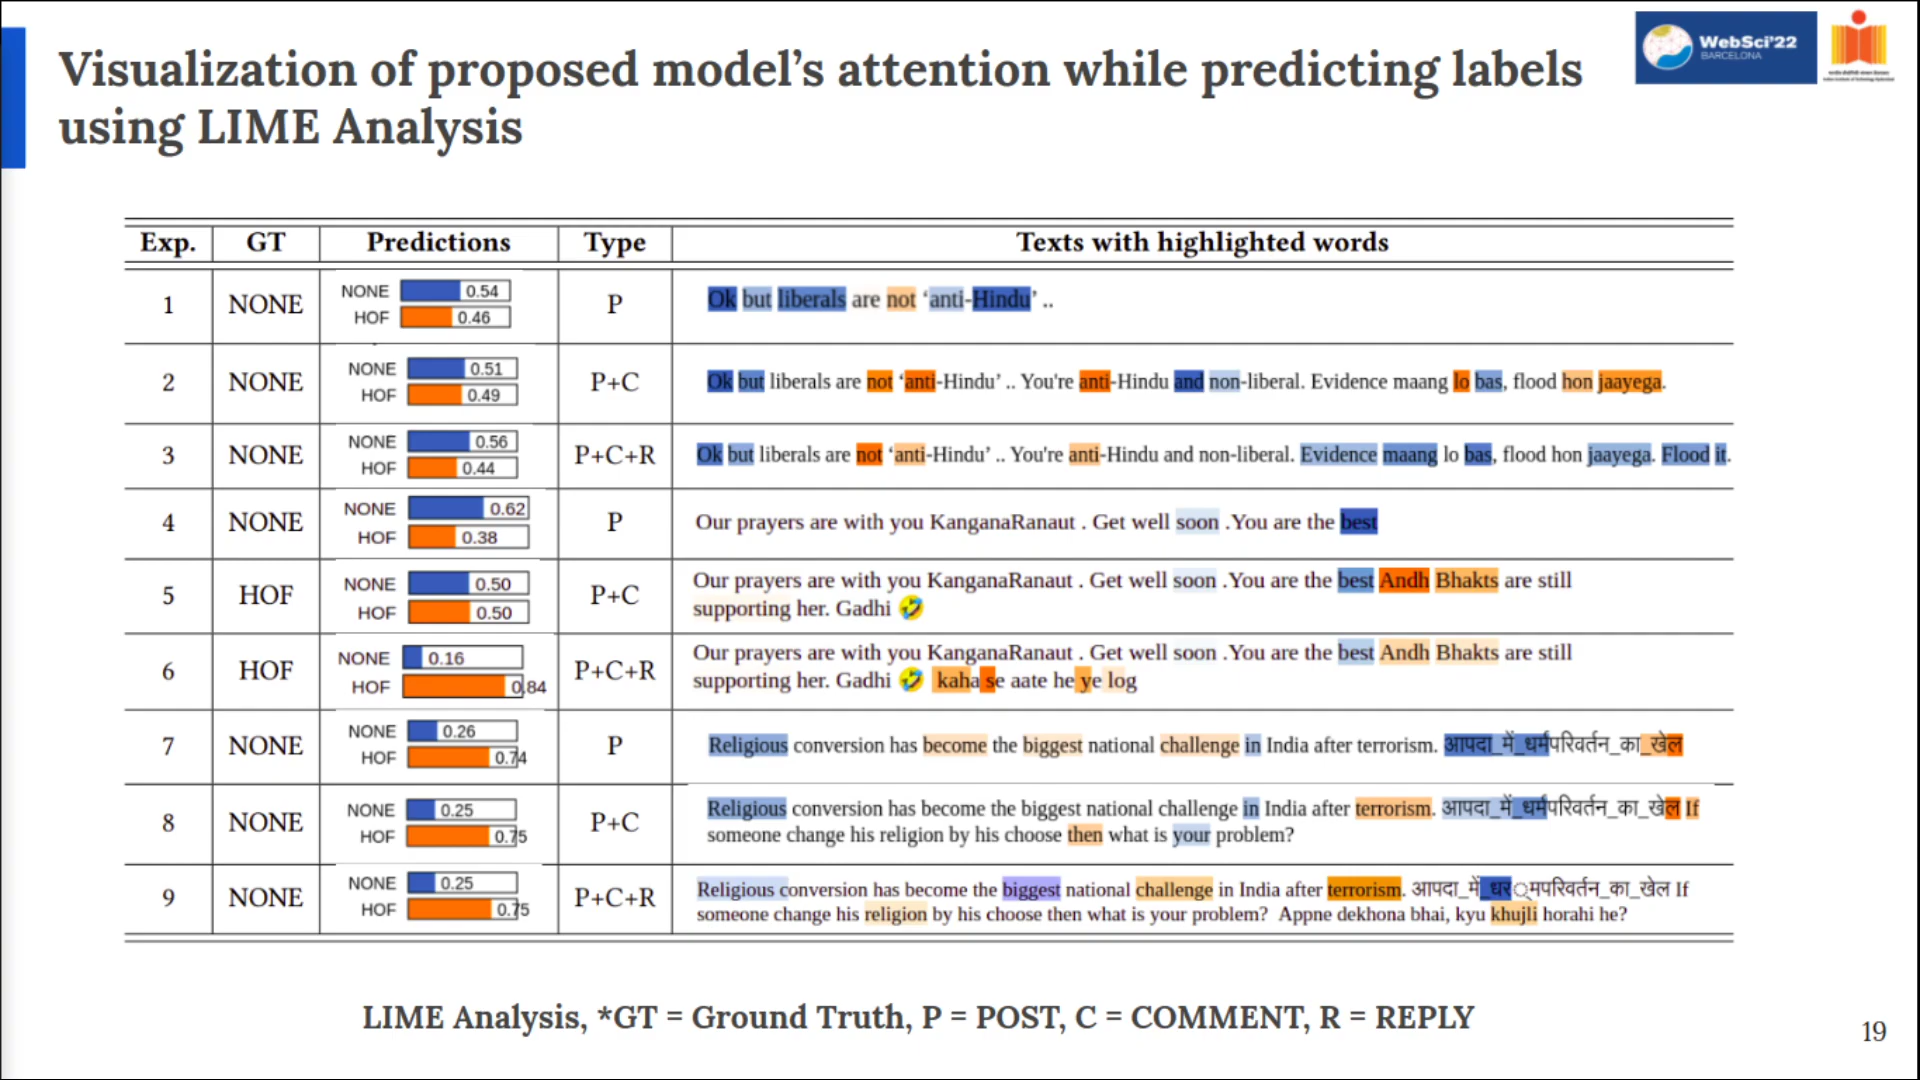 Visualization of proposed model's attention while predicting labels
using LIME Analysis
WebSci'22
BARCELONA
Exp. GT Predictions Type Texts with highlighted words
1 NONE NONE 0.54 HOF 0.46 P Ok but liberals are not ‘anti-Hindu’ ..
2 NONE NONE 0.51 HOF 0.49 P+C Ok but liberals are not ‘anti-Hindu’ .. You're anti-Hindu and non-liberal. Evidence maang lo bas, flood hon jaayega.
3 NONE NONE 0.56 HOF 0.44 P+C+R Ok but liberals are not ‘anti-Hindu’ .. You're anti-Hindu and non-liberal. Evidence maang lo bas, flood hon jaayega. Flood it.
4 NONE NONE 0.62 HOF 0.38 P Our prayers are with you KanganaRanaut . Get well soon .You are the best
5 HOF NONE 0.50 HOF 0.50 P+C Our prayers are with you KanganaRanaut . Get well soon .You are the best Andh Bhakts are still
supporting her. Gadhi 🤣
6 HOF NONE 0.16 HOF 0.84 P+C+R Our prayers are with you KanganaRanaut . Get well soon .You are the best Andh Bhakts are still
supporting her. Gadhi 🤣 kaha se aate he ye log
7 NONE NONE 0.26 HOF 0.74 P Religious conversion has become the biggest national challenge in India after terrorism. आपदा_में_धर्मपरिवर्तन_का_खेल
8 NONE NONE 0.25 HOF 0.75 P+C Religious conversion has become the biggest national challenge in India after terrorism. आपदा_में_धर्मपरिवर्तन_का_खेल If
someone change his religion by his choose then what is your problem?
9 NONE NONE 0.25 HOF 0.75 P+C+R Religious conversion has become the biggest national challenge in India after terrorism. आपदा_में_धर्मपरिवर्तन_का_खेल If
someone change his religion by his choose then what is your problem? Appne dekhona bhai, kyu khujli horahi he?
LIME Analysis, *GT = Ground Truth, P = POST, C = COMMENT, R = REPLY
19